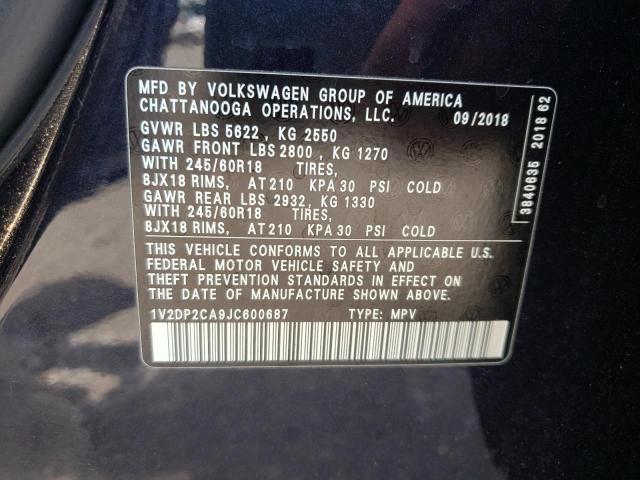 MFD BY VOLKSWAGEN GROUP OF AMERICA
CHATTANOOGA OPERATIONS, LLC.
09/2018
GVWR LBS 5622 , KG 2550
GAWR FRONT LBS 2800 , KG 1270
WITH 245/60R18 TIRES,
8JX18 RIMS, AT 210 KPA 30 PSI COLD
GAWR REAR LBS 2932, KG 1330
WITH 245/60R18 TIRES,
8JX18 RIMS, AT 210 KPA 30 PSI COLD
THIS VEHICLE CONFORMS TO ALL APPLICABLE U.S.
FEDERAL MOTOR VEHICLE SAFETY AND
THEFT PREVENTION STANDARDS IN EFFECT ON
THE DATE OF MANUFACTURE SHOWN ABOVE.
1V2DP2CA9JC600687 TYPE: MPV
3840635 2018 62